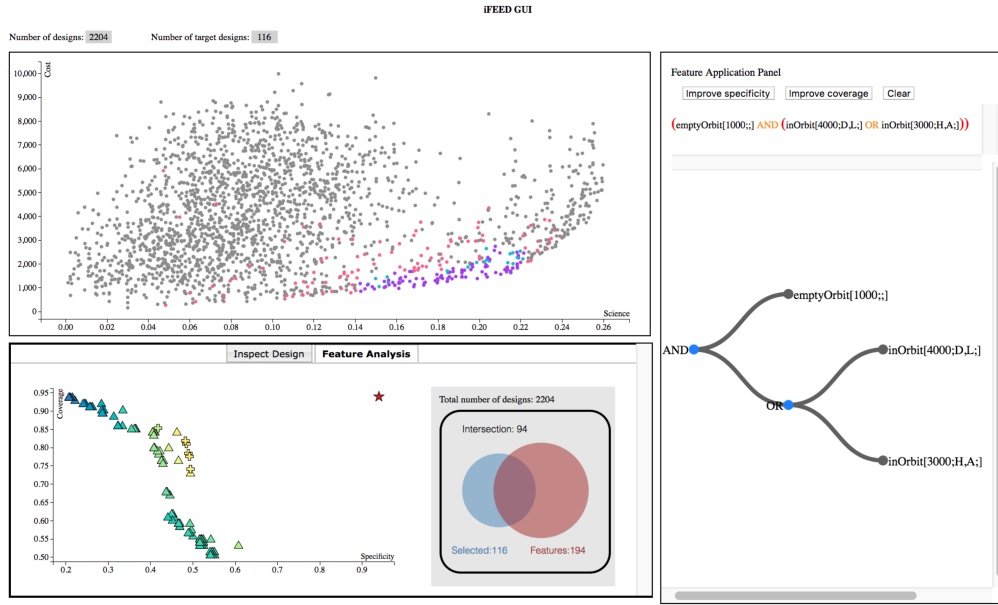 iFEED GUI
Number of designs: 2204 Number of target designs: 116
Cost
10,000
9,000
8,000
7,000
6,000
5,000
4,000
3,000
2,000
1,000
0
Science
0.00 0.02 0.04 0.06 0.08 0.10 0.12 0.14 0.16 0.18 0.20 0.22 0.24 0.26
Inspect Design Feature Analysis
Coverage
0.95
0.90
0.85
0.80
0.75
0.70
0.65
0.60
0.55
0.50
Specificity
0.2 0.3 0.4 0.5 0.6 0.7 0.8 0.9
Total number of designs: 2204
Intersection: 94
Selected:116 Features:194
Feature Application Panel
Improve specificity Improve coverage Clear
(emptyOrbit[1000;;] AND (inOrbit[4000;D,L;] OR inOrbit[3000;H,A;]))
emptyOrbit[1000;;]
AND
inOrbit[4000;D,L;]
OR
inOrbit[3000;H,A;]